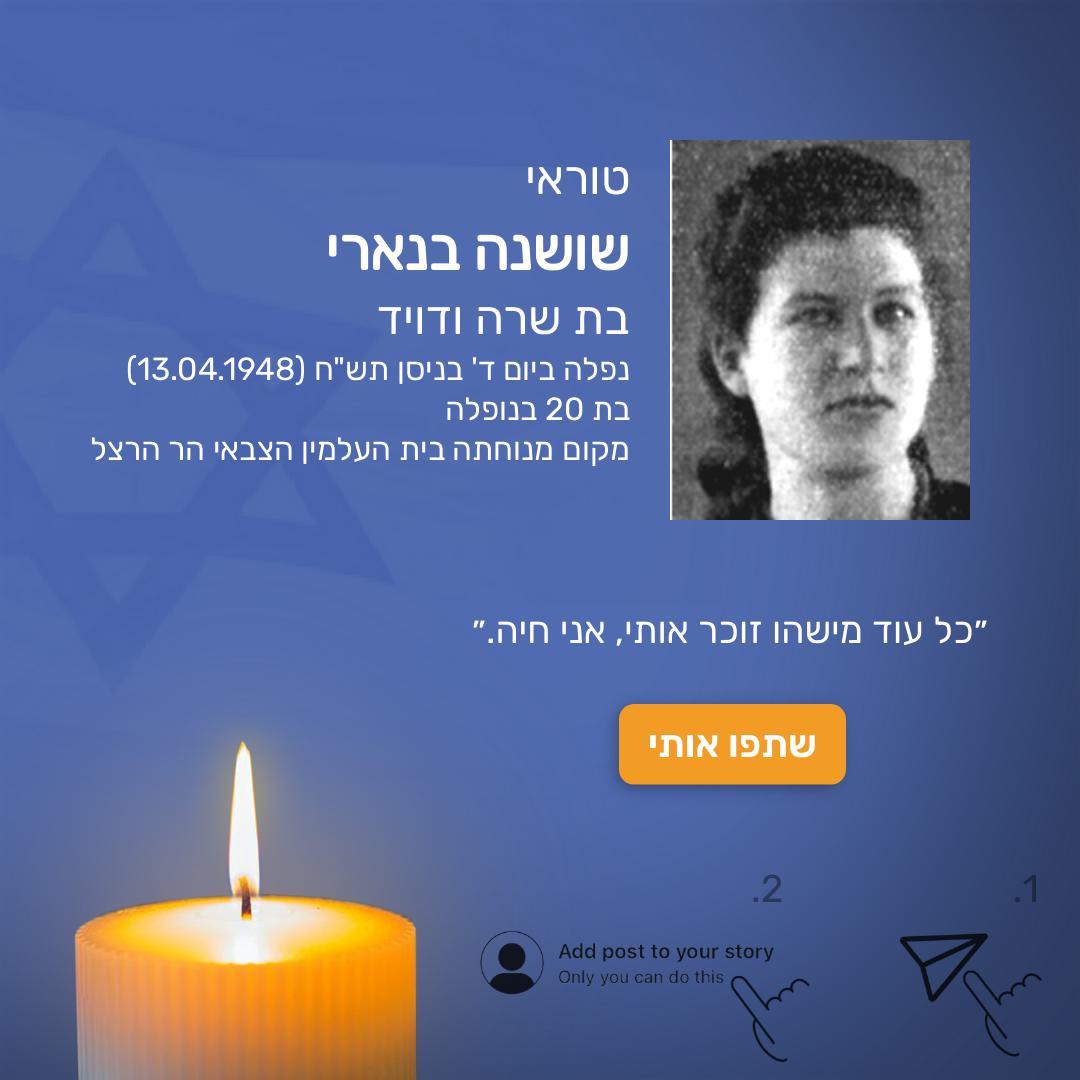 טוראי
שושנה בנארי
בת שרה ודויד
נפלה ביום ד' בניסן תש"ח (13.04.1948)
בת 20 בנופלה
מקום מנוחתה בית העלמין הצבאי הר הרצל
״כל עוד מישהו זוכר אותי, אני חיה.״
שתפו אותי
1.
2.
Add post to your story
Only you can do this